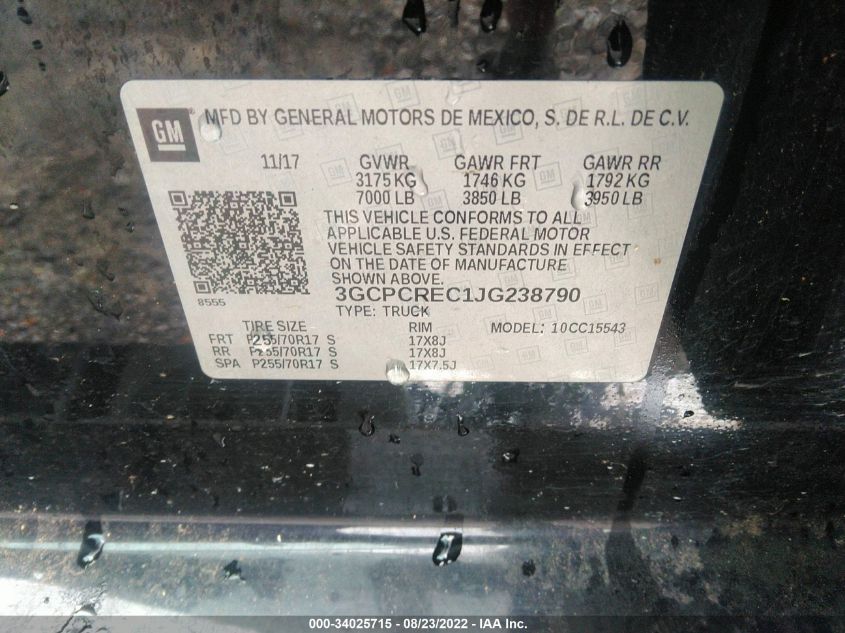 GM
MFD BY GENERAL MOTORS DE MEXICO, S. DE R.L. DE C.V.
11/17 GVWR GAWR FRT GAWR RR
3175 KG 1746 KG 1792 KG
7000 LB 3850 LB 3950 LB
THIS VEHICLE CONFORMS TO ALL
APPLICABLE U.S. FEDERAL MOTOR
VEHICLE SAFETY STANDARDS IN EFFECT
ON THE DATE OF MANUFACTURE
SHOWN ABOVE.
8555
3GCPCREC1JG238790
TYPE: TRUCK
TIRE SIZE RIM MODEL: 10CC15543
FRT P255/70R17 S 17X8J
RR P255/70R17 S 17X8J
SPA P255/70R17 S 17X7.5J
000-34025715 - 08/23/2022 - IAA Inc.